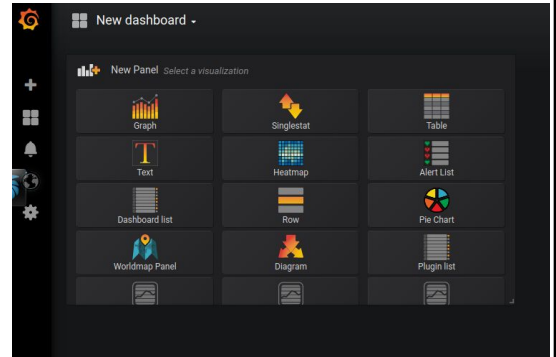 New dashboard
New Panel Select a visualization
Graph
Singlestat
Table
Text
Heatmap
Alert List
Dashboard list
Row
Pie Chart
Worldmap Panel
Diagram
Plugin list